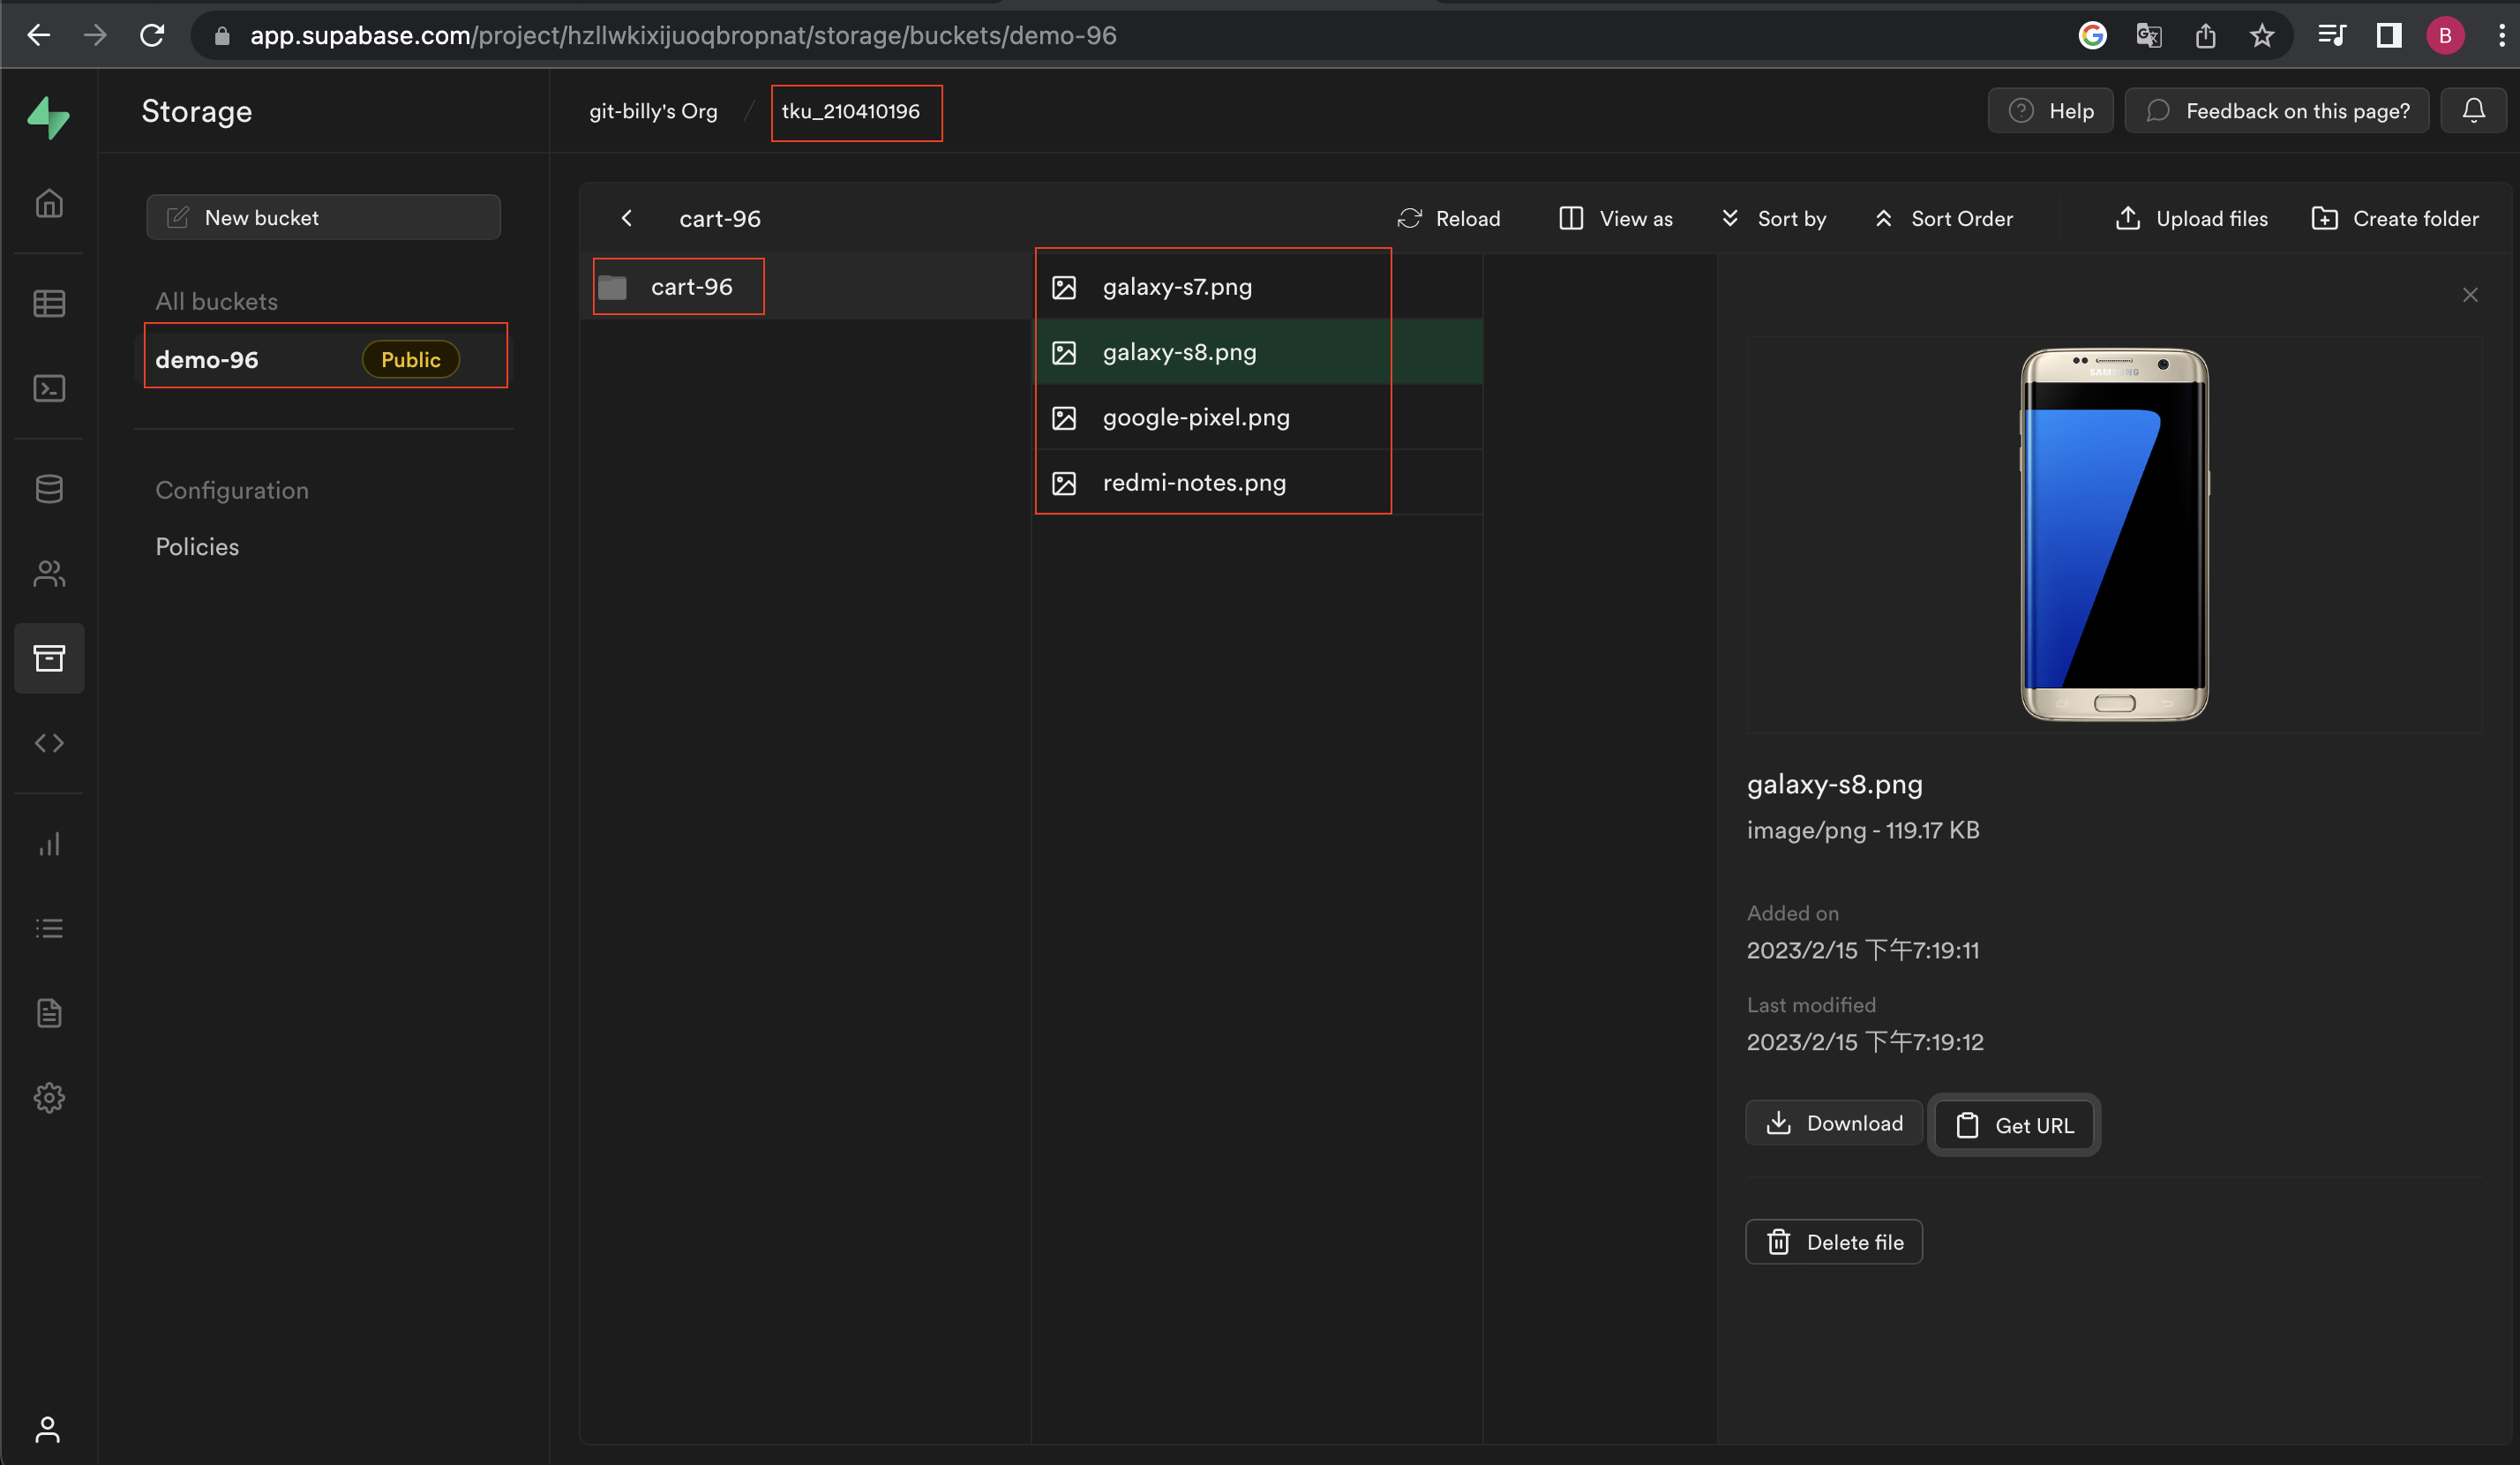 app.supabase.com/project/hzllwkixijuoqbropnat/storage/buckets/demo-96
B
Storage
git-billy's Org / tku_210410196
Help
Feedback on this page?
New bucket
All buckets
demo-96
Public
Configuration
Policies
cart-96
Reload
View as
Sort by
Sort Order
Upload files
Create folder
cart-96
galaxy-s7.png
galaxy-s8.png
google-pixel.png
redmi-notes.png
SAMSUNG
galaxy-s8.png
image/png - 119.17 KB
Added on
2023/2/15 下午7:19:11
Last modified
2023/2/15 下午7:19:12
Download
Get URL
Delete file